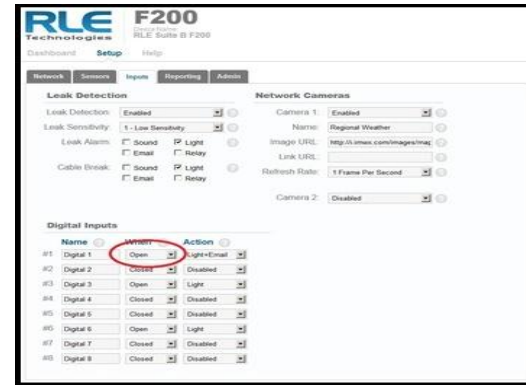 RLE
Technologies
F200
Device Name:
RLE Suite B F200
Dashboard Setup Help
Network Sensors Inputs Reporting Admin
Leak Detection
Leak Detection: Enabled
Leak Sensitivity: 1 - Low Sensitivity
Leak Alarm: Sound Light
Email Relay
Cable Break: Sound Light
Email Relay
Network Cameras
Camera 1: Enabled
Name: Regional Weather
Image URL:
Link URL:
Refresh Rate: 1 Frame Per Second
Camera 2: Disabled
Digital Inputs
Name When Action
#1 Digital 1 Open Light+Email
#2 Digital 2 Closed Disabled
#3 Digital 3 Open Light
#4 Digital 4 Closed Disabled
#5 Digital 5 Closed Disabled
#6 Digital 6 Open Light
#7 Digital 7 Closed Disabled
#8 Digital 8 Closed Disabled